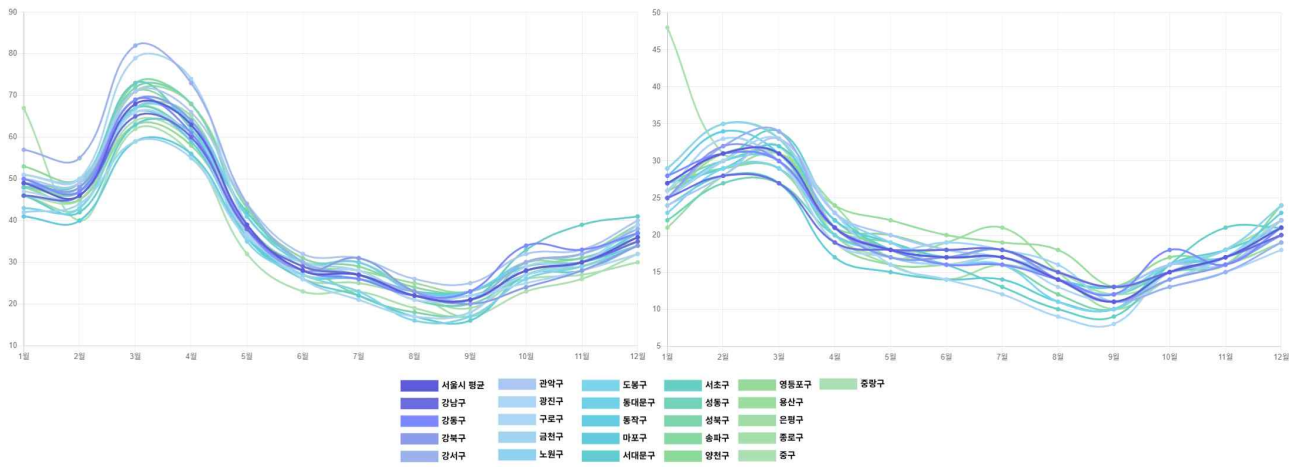 90
80
70
60
50
40
30
20
10
1월 2월 3월 4월 5월 6월 7월 8월 9월 10월 11월 12월
50
45
40
35
30
25
20
15
10
5
1월 2월 3월 4월 5월 6월 7월 8월 9월 10월 11월 12월
서울시 평균 관악구 도봉구 서초구 영등포구 중랑구
강남구 광진구 동대문구 성동구 용산구
강동구 구로구 동작구 성북구 은평구
강북구 금천구 마포구 송파구 종로구
강서구 노원구 서대문구 양천구 중구